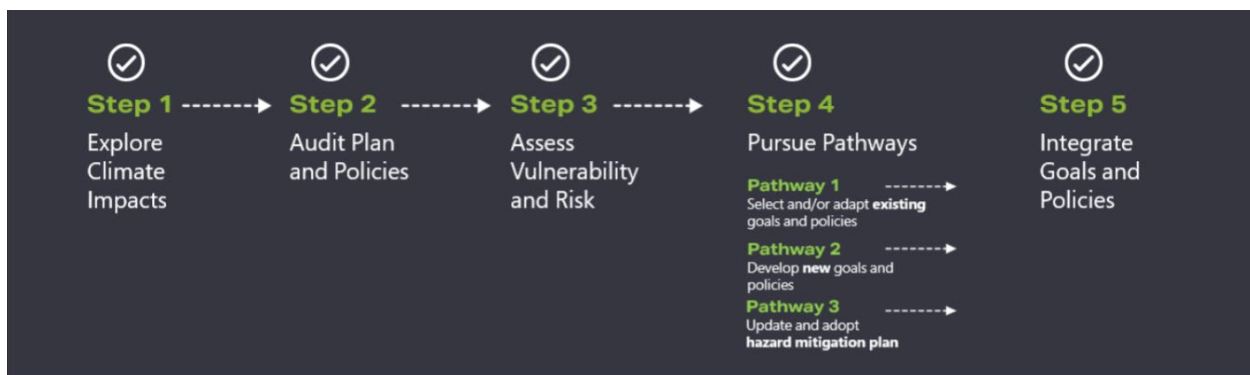 Step 1
Explore
Climate
Impacts
Step 2
Audit Plan
and Policies
Step 3
Assess
Vulnerability
and Risk
Step 4
Pursue Pathways
Pathway 1
Select and/or adapt existing
goals and policies
Pathway 2
Develop new goals and
policies
Pathway 3
Update and adopt
hazard mitigation plan
Step 5
Integrate
Goals and
Policies